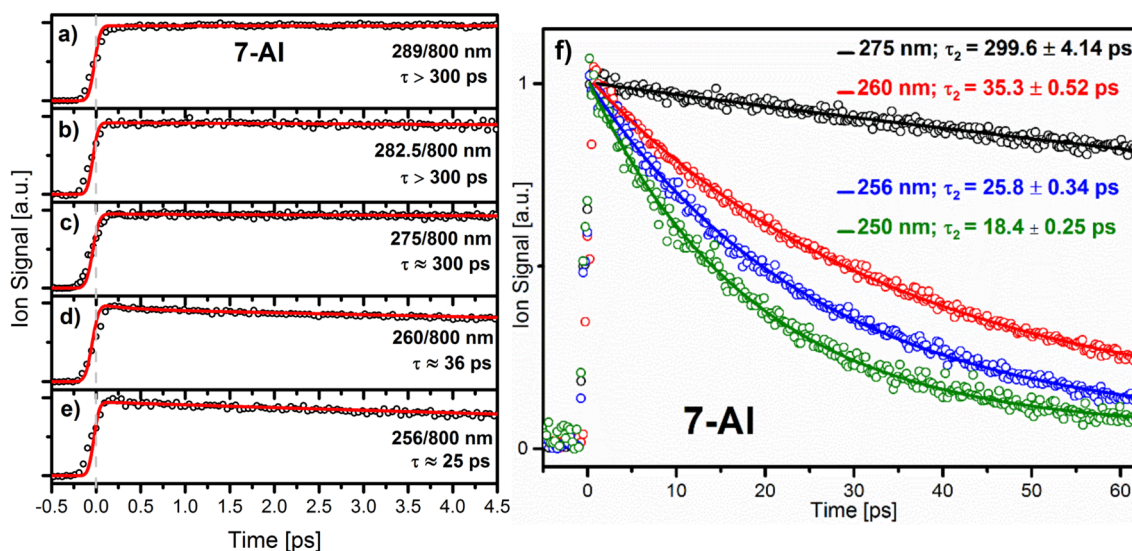 a)
7-AI
289/800 nm
τ > 300 ps
b)
282.5/800 nm
τ > 300 ps
c)
275/800 nm
τ ≈ 300 ps
d)
260/800 nm
τ ≈ 36 ps
e)
256/800 nm
τ ≈ 25 ps
Ion Signal [a.u.]
-0.5 0.0 0.5 1.0 1.5 2.0 2.5 3.0 3.5 4.0 4.5
Time [ps]
f)
275 nm; τ2 = 299.6 ± 4.14 ps
260 nm; τ2 = 35.3 ± 0.52 ps
256 nm; τ2 = 25.8 ± 0.34 ps
250 nm; τ2 = 18.4 ± 0.25 ps
1
0
Ion Signal [a.u.]
7-AI
0 10 20 30 40 50 60
Time [ps]